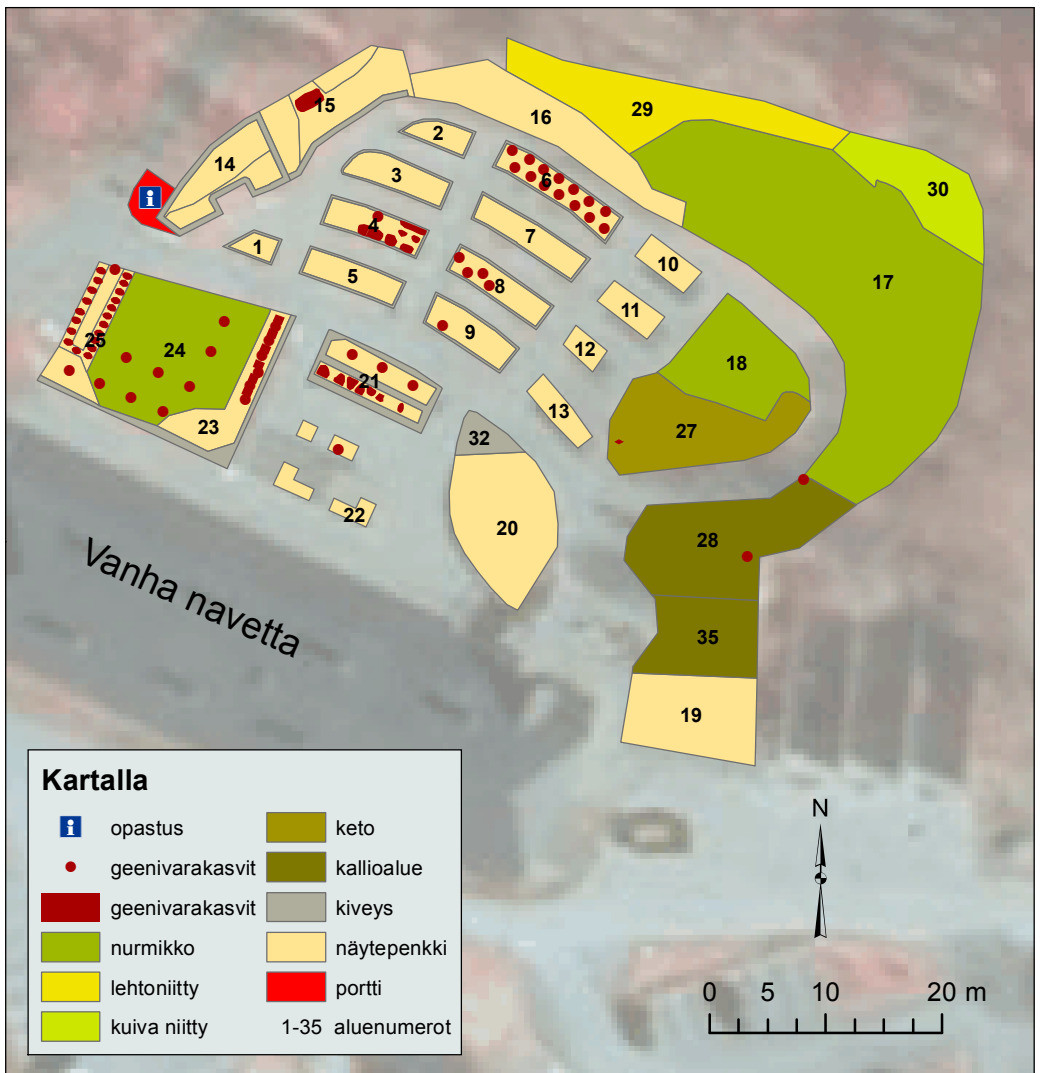 29
15
16
2
14
30
3
6
i
4
7
1
10
17
5
8
11
9
12
25
24
18
21
13
23
32
27
22
20
28
Vanha navetta
35
19
Kartalla
i opastus
geenivarakasvit
geenivarakasvit
nurmikko
lehtoniitty
kuiva niitty
keto
kallioalue
kiveys
näytepenkki
portti
1-35 aluenumerot
N
0 5 10 20 m